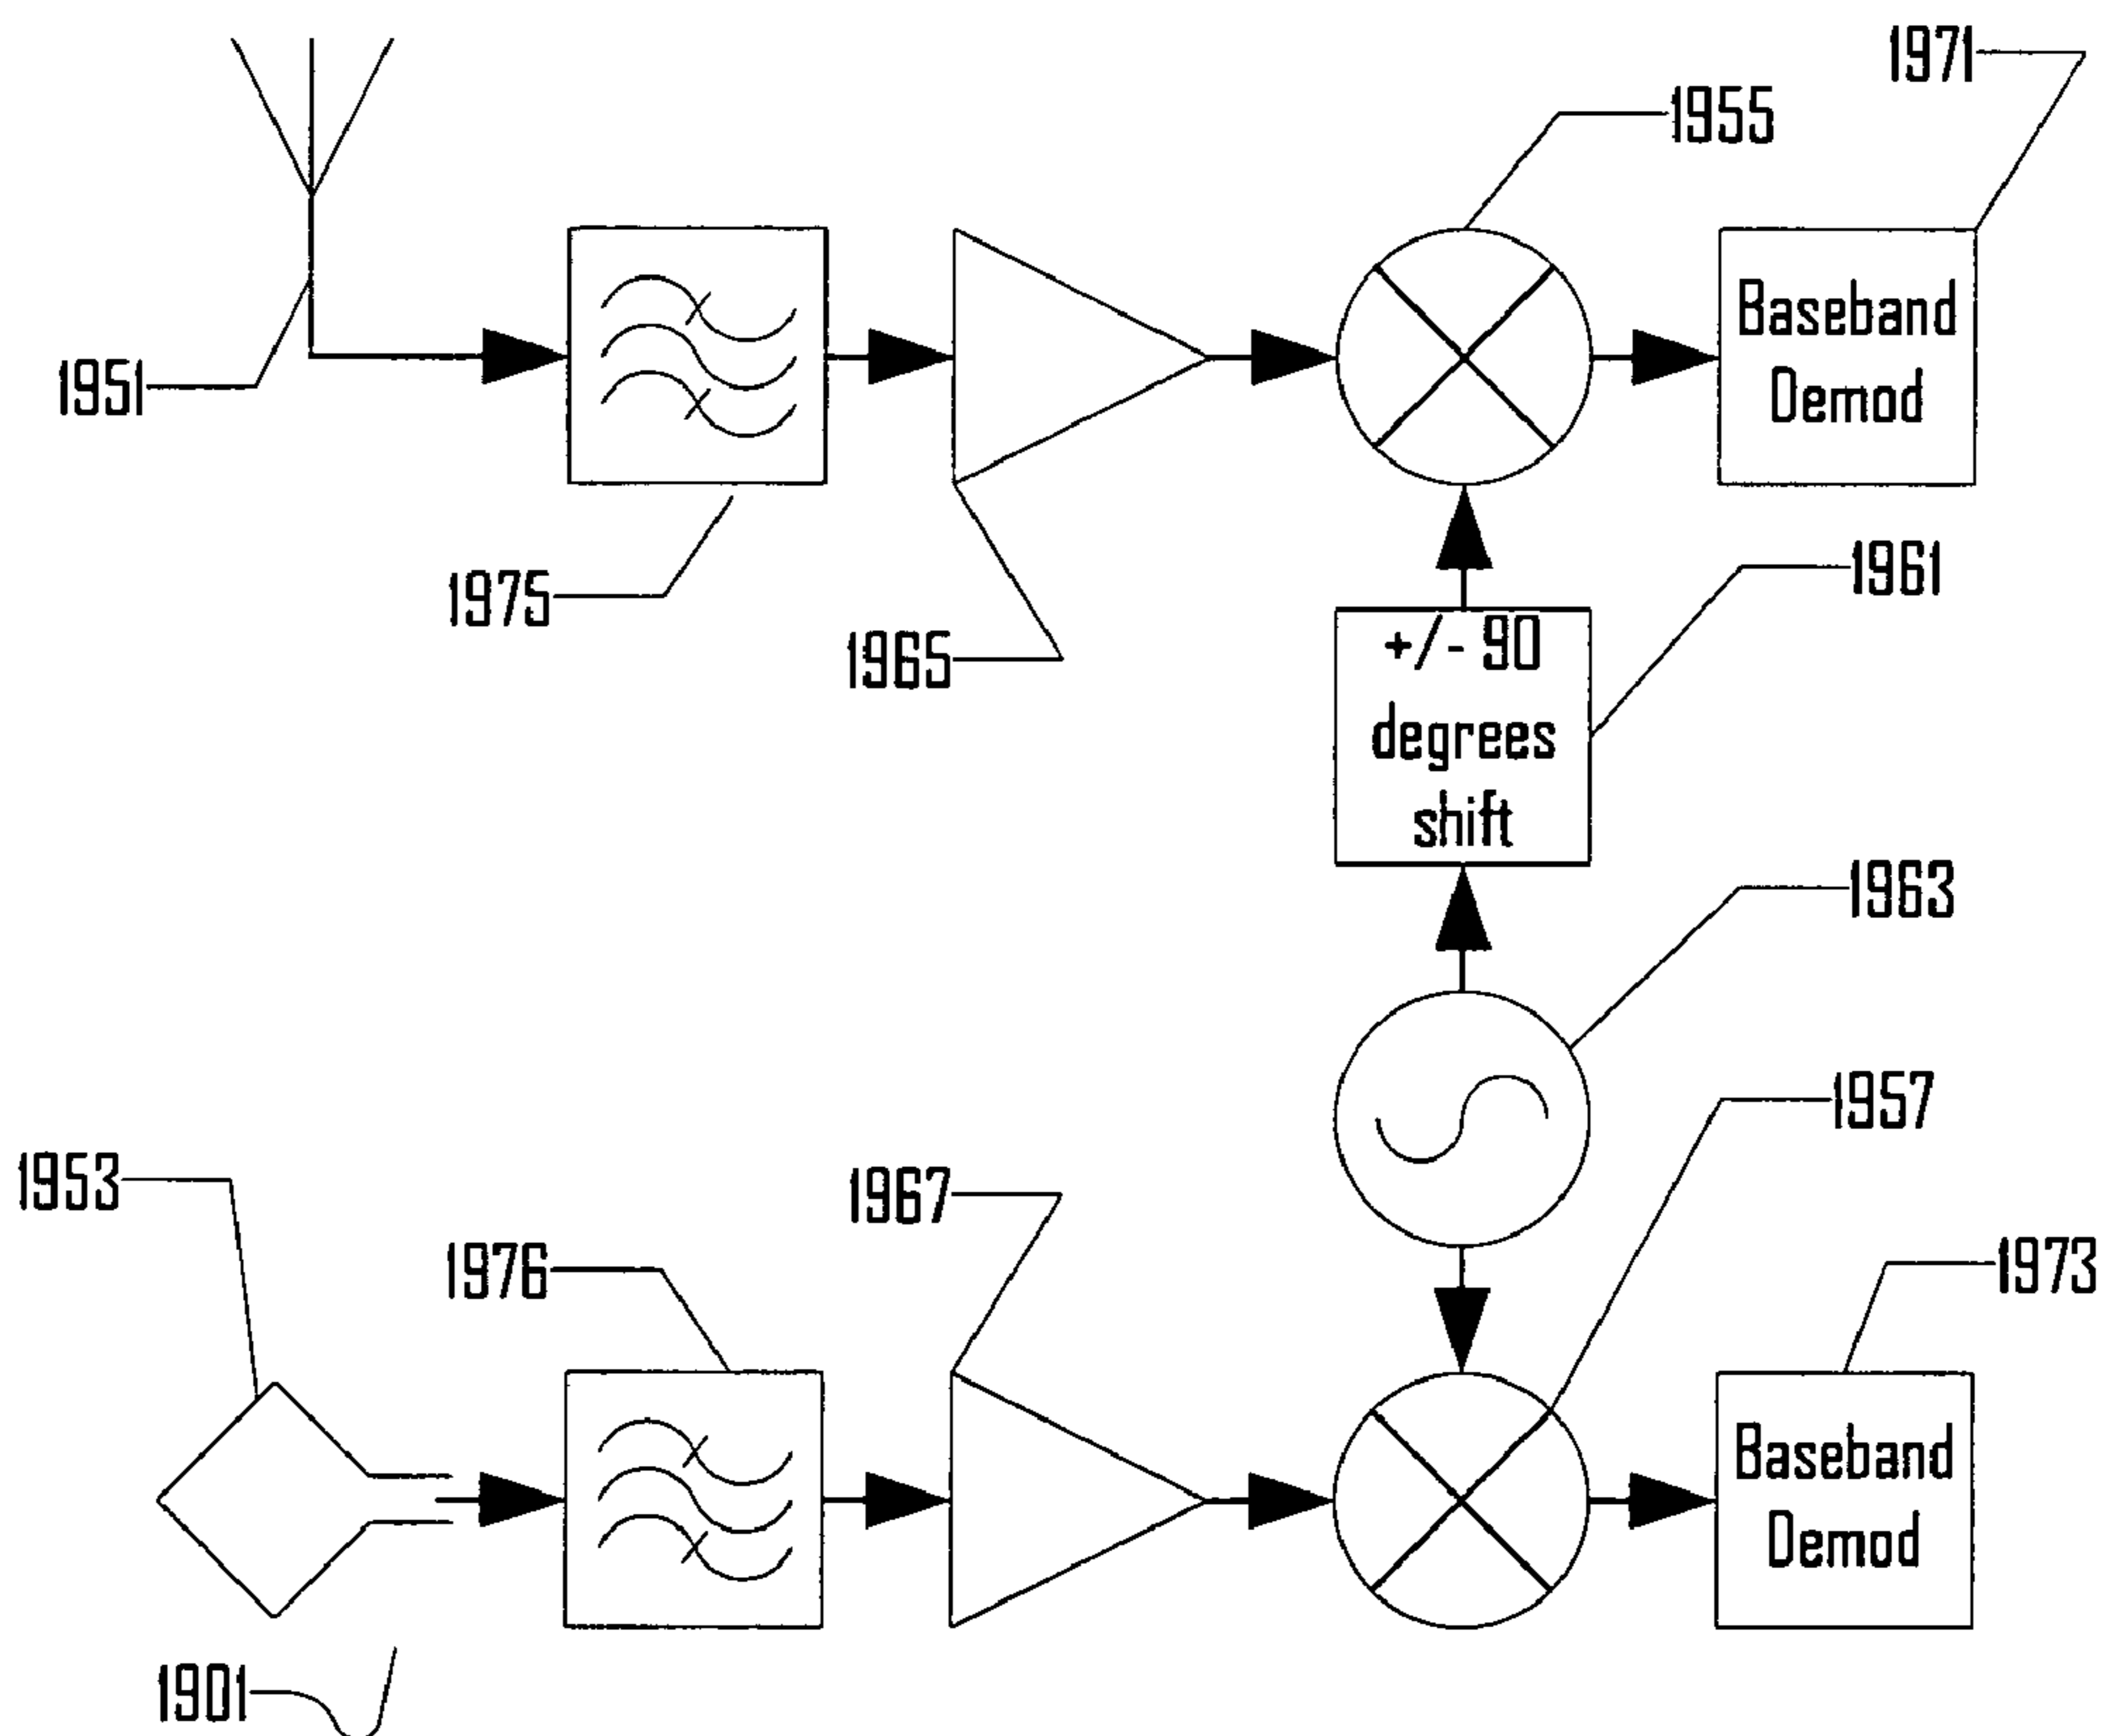 1971
1955
Baseband
Demod
1951
1975
1965
1961
+/- 90
degrees
shift
1963
1957
1953
1967
1976
1973
Baseband
Demod
1901